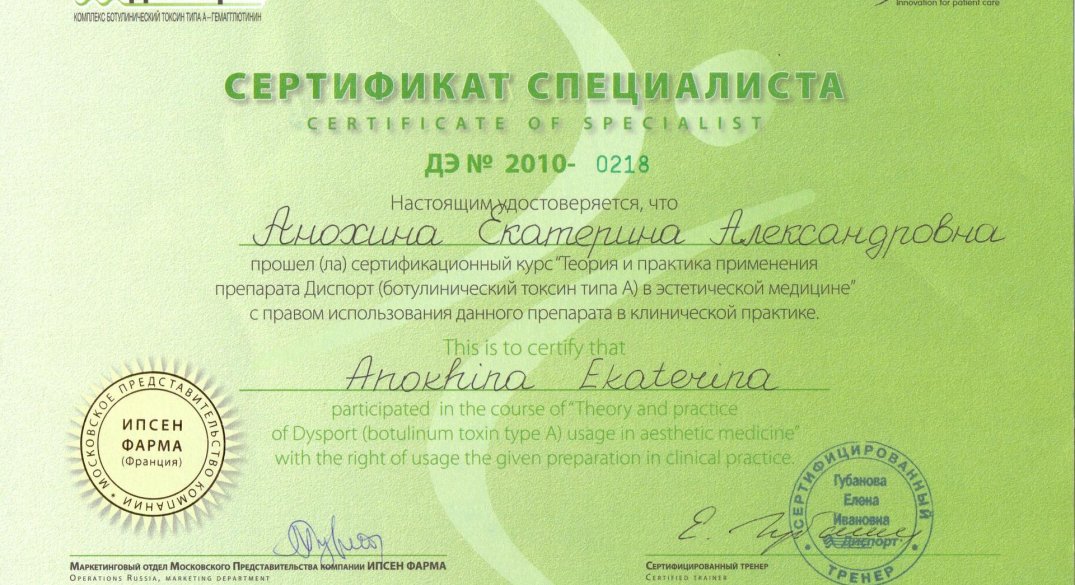 КОМПЛЕКС БОТУЛИНИЧЕСКИЙ ТОКСИН ТИПА А–ГЕМАГГЛЮТИНИН
Innovation for patient care
СЕРТИФИКАТ СПЕЦИАЛИСТА
CERTIFICATE OF SPECIALIST
ДЭ № 2010- 0218
Настоящим удостоверяется, что
Анохина Екатерина Александровна
прошел (ла) сертификационный курс "Теория и практика применения
препарата Диспорт (ботулинический токсин типа А) в эстетической медицине"
с правом использования данного препарата в клинической практике.
This is to certify that
Anokhina Ekaterina
participated in the course of "Theory and practice
of Dysport (botulinum toxin type A) usage in aesthetic medicine"
with the right of usage the given preparation in clinical practice.
МОСКОВСКОЕ ПРЕДСТАВИТЕЛЬСТВО КОМПАНИИ
ИПСЕН
ФАРМА
(Франция)
СЕРТИФИЦИРОВАННЫЙ
Губанова
Елена
Ивановна
Диспорт
ТРЕНЕР
Е. Губанова
Маркетинговый отдел Московского Представительства компании ИПСЕН ФАРМА
Operations Russia, marketing department
Сертифицированный тренер
Certified trainer